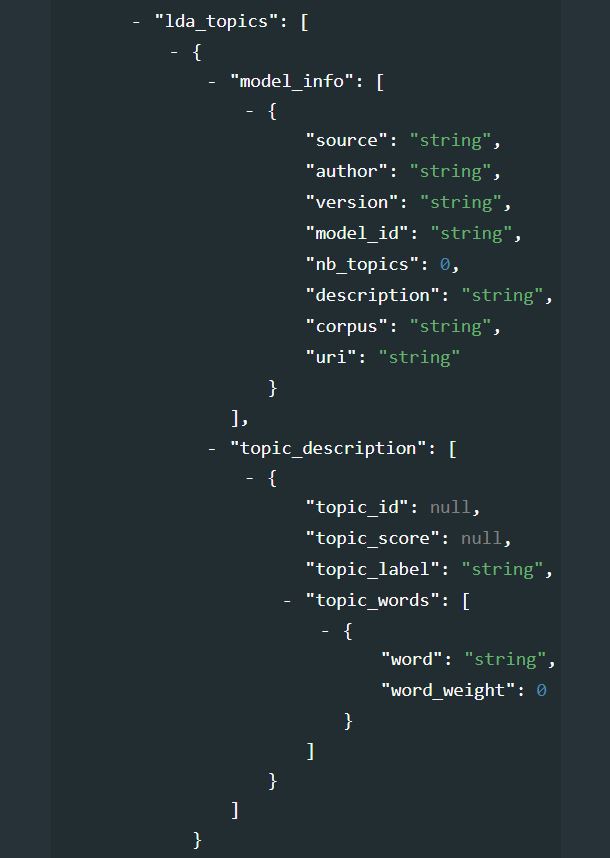 - "lda_topics": [
- {
- "model_info": [
- {
"source": "string",
"author": "string",
"version": "string",
"model_id": "string",
"nb_topics": 0,
"description": "string",
"corpus": "string",
"uri": "string"
}
],
- "topic_description": [
- {
"topic_id": null,
"topic_score": null,
"topic_label": "string",
- "topic_words": [
- {
"word": "string",
"word_weight": 0
}
]
}
]
}